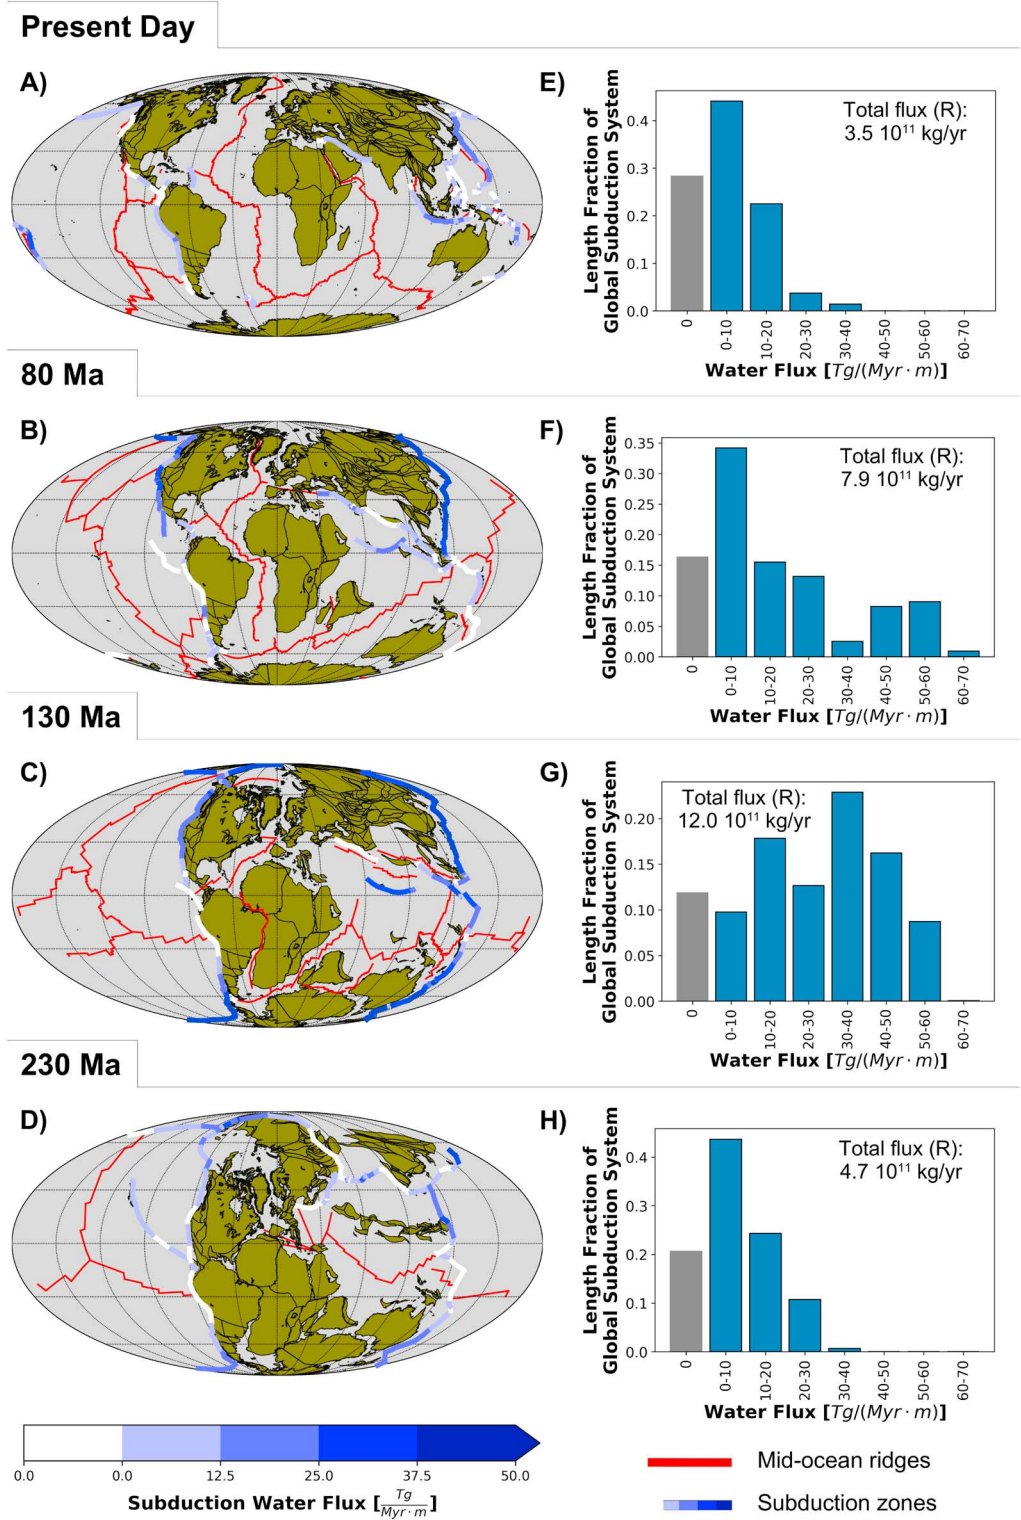 Present Day
A)
E)
Length Fraction of
Global Subduction System
0.4
0.3
0.2
0.1
0.0
Total flux (R):
3.5 10¹¹ kg/yr
0
0-10
10-20
20-30
30-40
40-50
50-60
60-70
Water Flux [Tg/(Myr · m)]
80 Ma
B)
F)
Length Fraction of
Global Subduction System
0.35
0.30
0.25
0.20
0.15
0.10
0.05
0.00
Total flux (R):
7.9 10¹¹ kg/yr
0
0-10
10-20
20-30
30-40
40-50
50-60
60-70
Water Flux [Tg/(Myr · m)]
130 Ma
C)
G)
Length Fraction of
Global Subduction System
0.20
0.15
0.10
0.05
0.00
Total flux (R):
12.0 10¹¹ kg/yr
0
0-10
10-20
20-30
30-40
40-50
50-60
60-70
Water Flux [Tg/(Myr · m)]
230 Ma
D)
H)
Length Fraction of
Global Subduction System
0.4
0.3
0.2
0.1
0.0
Total flux (R):
4.7 10¹¹ kg/yr
0
0-10
10-20
20-30
30-40
40-50
50-60
60-70
Water Flux [Tg/(Myr · m)]
0.0 0.0 12.5 25.0 37.5 50.0
Subduction Water Flux [Tg/(Myr · m)]
Mid-ocean ridges
Subduction zones